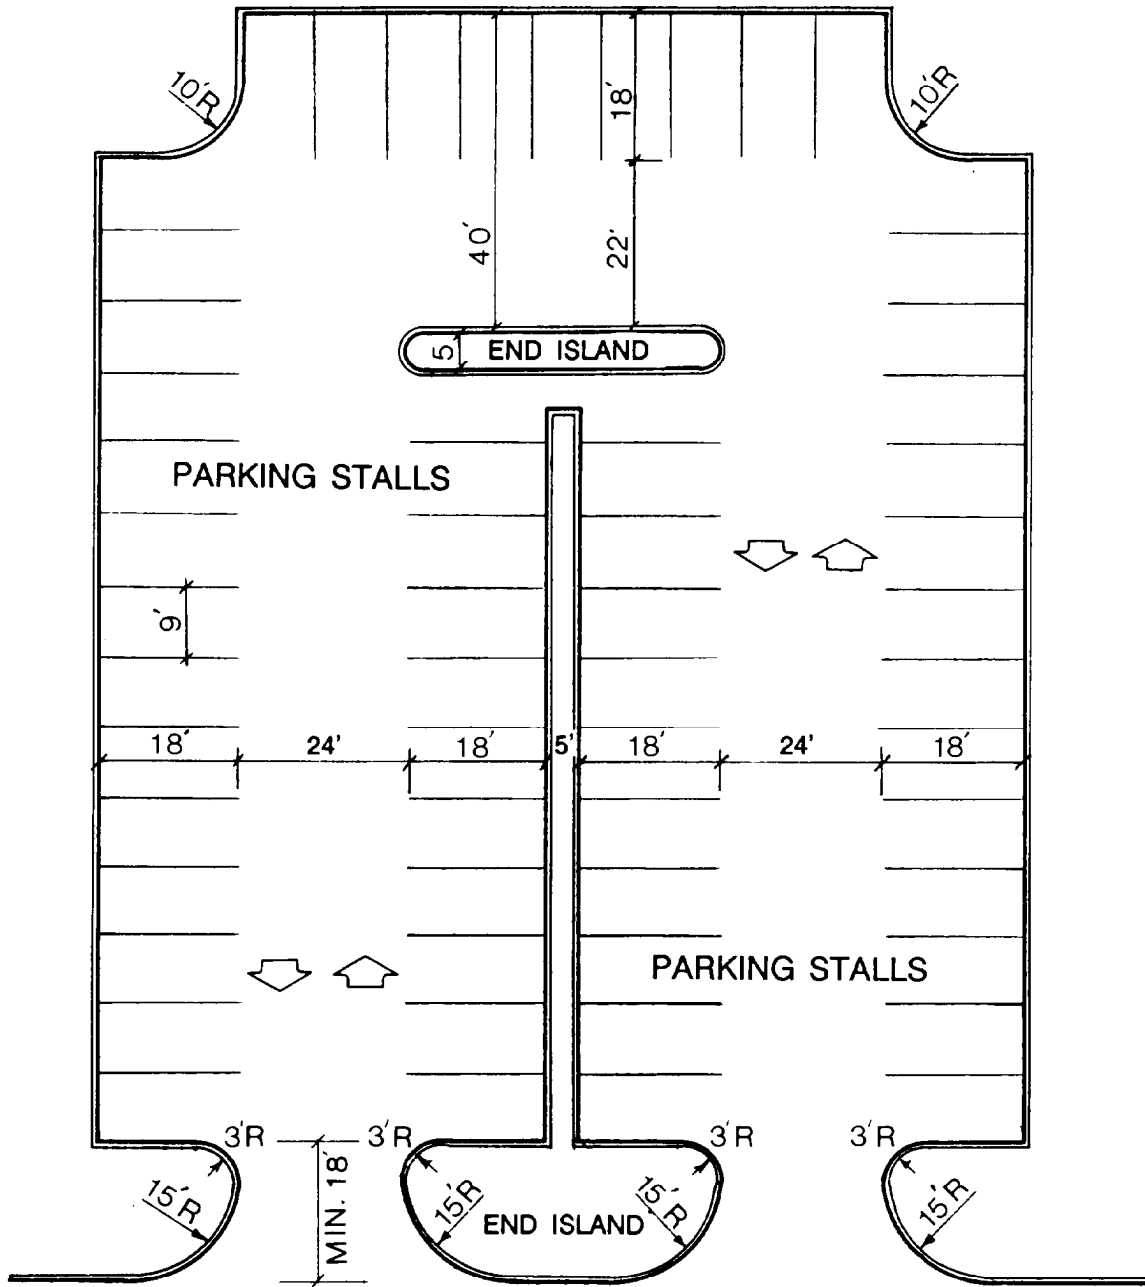 10'R
18'
10'R
40'
22'
5'
END ISLAND
PARKING STALLS
9'
18'
24'
18'
5'
18'
24'
18'
PARKING STALLS
3'R
3'R
3'R
3'R
15'R
MIN. 18'
15'R
END ISLAND
15'R
15'R